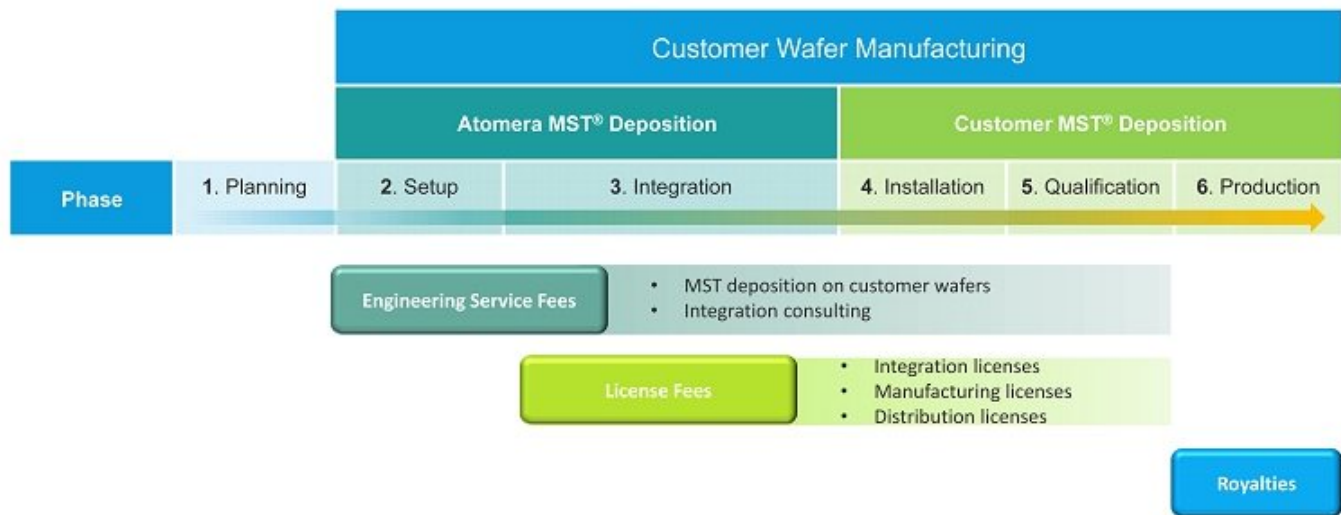 Customer Wafer Manufacturing
Atomera MST® Deposition
Customer MST® Deposition
Phase
1. Planning
2. Setup
3. Integration
4. Installation
5. Qualification
6. Production
Engineering Service Fees
• MST deposition on customer wafers
• Integration consulting
License Fees
• Integration licenses
• Manufacturing licenses
• Distribution licenses
Royalties